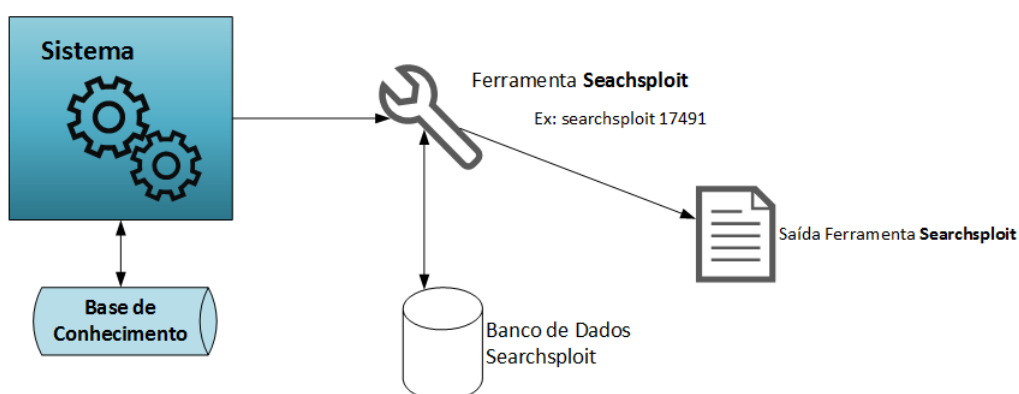 Sistema
Ferramenta Seachsploit
Ex: searchsploit 17491
Saída Ferramenta Searchsploit
Base de
Conhecimento
Banco de Dados
Searchsploit